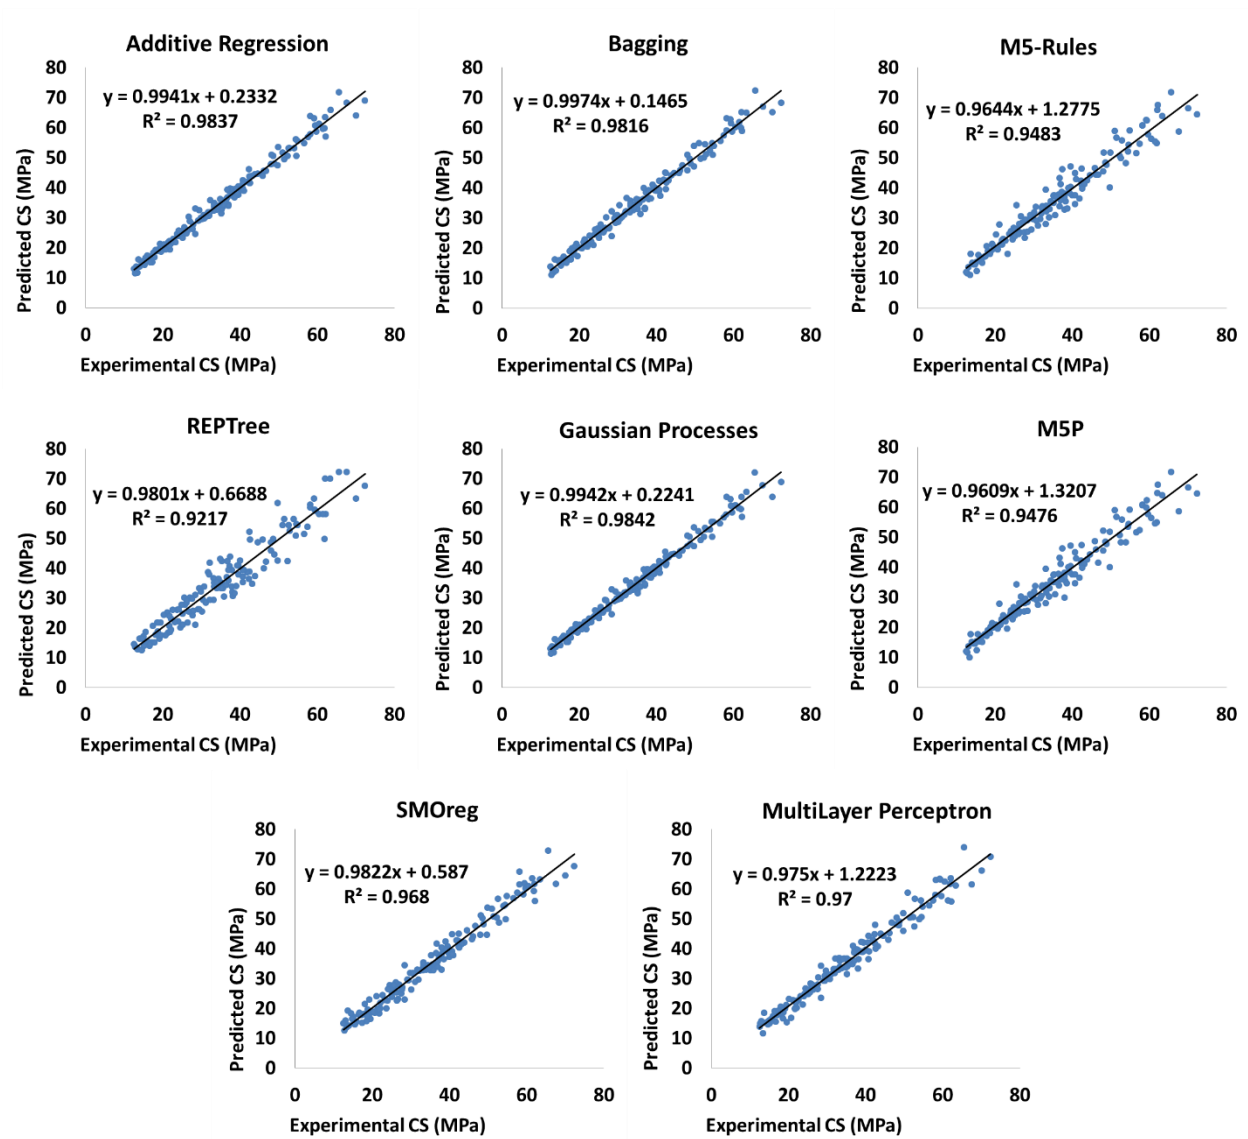 Additive Regression
80
70
60
50
40
30
20
10
0
0 20 40 60 80
y = 0.9941x + 0.2332
R² = 0.9837
Predicted CS (MPa)
Experimental CS (MPa)
Bagging
80
70
60
50
40
30
20
10
0
0 20 40 60 80
y = 0.9974x + 0.1465
R² = 0.9816
Predicted CS (MPa)
Experimental CS (MPa)
M5-Rules
80
70
60
50
40
30
20
10
0
0 20 40 60 80
y = 0.9644x + 1.2775
R² = 0.9483
Predicted CS (MPa)
Experimental CS (MPa)
REPTree
80
70
60
50
40
30
20
10
0
0 20 40 60 80
y = 0.9801x + 0.6688
R² = 0.9217
Predicted CS (MPa)
Experimental CS (MPa)
Gaussian Processes
80
70
60
50
40
30
20
10
0
0 20 40 60 80
y = 0.9942x + 0.2241
R² = 0.9842
Predicted CS (MPa)
Experimental CS (MPa)
M5P
80
70
60
50
40
30
20
10
0
0 20 40 60 80
y = 0.9609x + 1.3207
R² = 0.9476
Predicted CS (MPa)
Experimental CS (MPa)
SMOreg
80
70
60
50
40
30
20
10
0
0 20 40 60 80
y = 0.9822x + 0.587
R² = 0.968
Predicted CS (MPa)
Experimental CS (MPa)
MultiLayer Perceptron
80
70
60
50
40
30
20
10
0
0 20 40 60 80
y = 0.975x + 1.2223
R² = 0.97
Predicted CS (MPa)
Experimental CS (MPa)